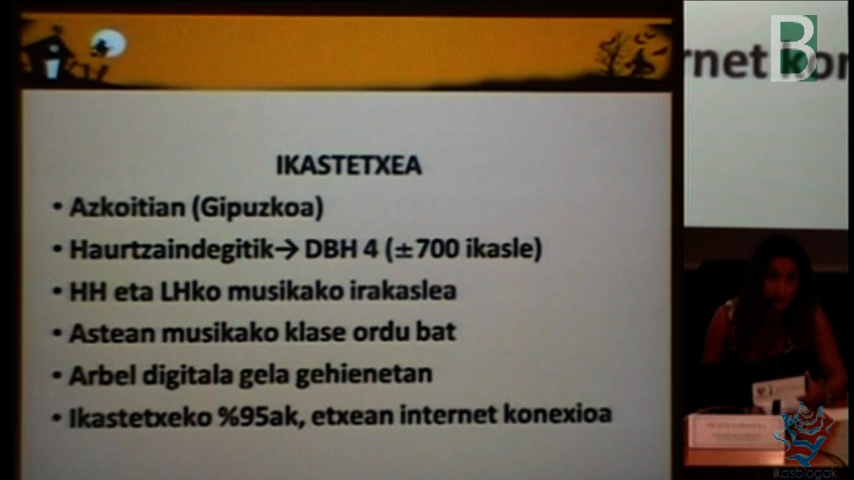 IKASTETXEA
• Azkoitian (Gipuzkoa)
• Haurtzaindegitik→ DBH 4 (±700 ikasle)
• HH eta LHko musikako irakaslea
• Astean musikako klase ordu bat
• Arbel digitala gela gehienetan
• Ikastetxeko %95ak, etxean internet konexioa
B
rnet kon
ikasblogak